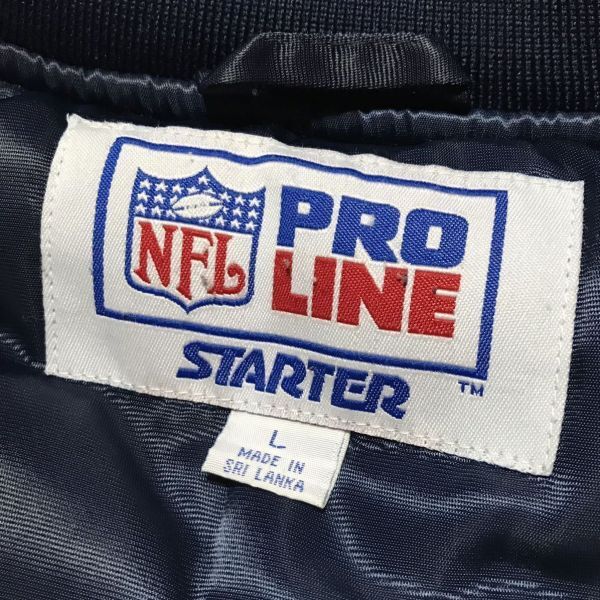 NFL
PRO
LINE
STARTER
TM
L
MADE IN
SRI LANKA